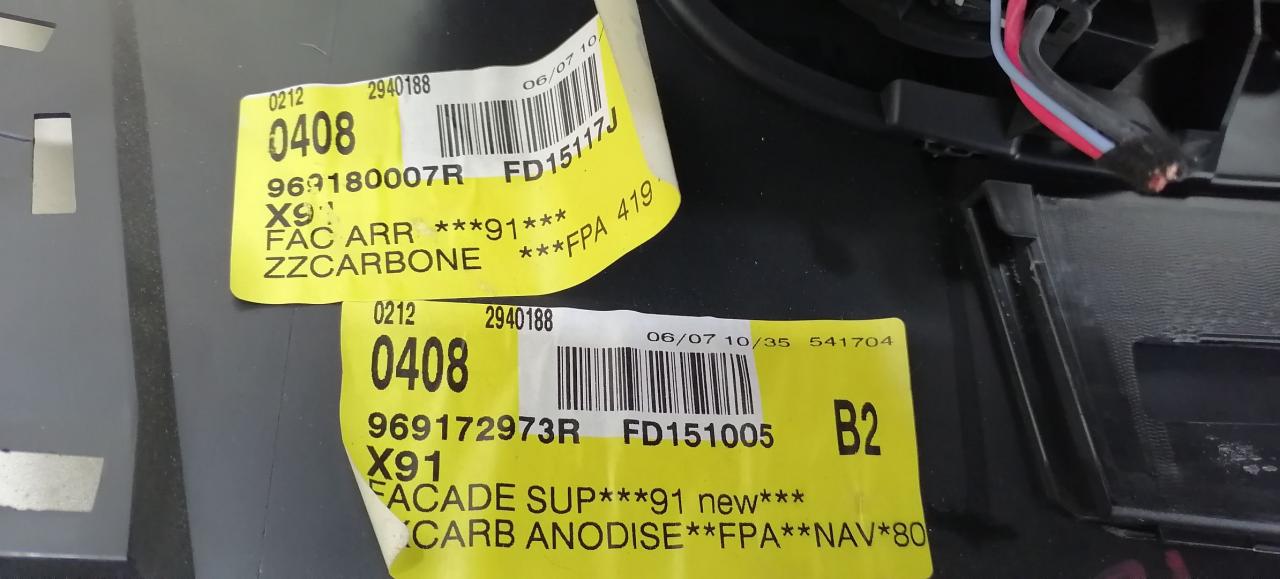 0212 2940188 06/07 10/
0408
969180007R FD15117J
X91
FAC ARR ***91***
ZZCARBONE ***FPA 419
0212 2940188
06/07 10/35 541704
0408
B2
969172973R FD151005
X91
FACADE SUP***91 new***
CARB ANODISE**FPA**NAV*80